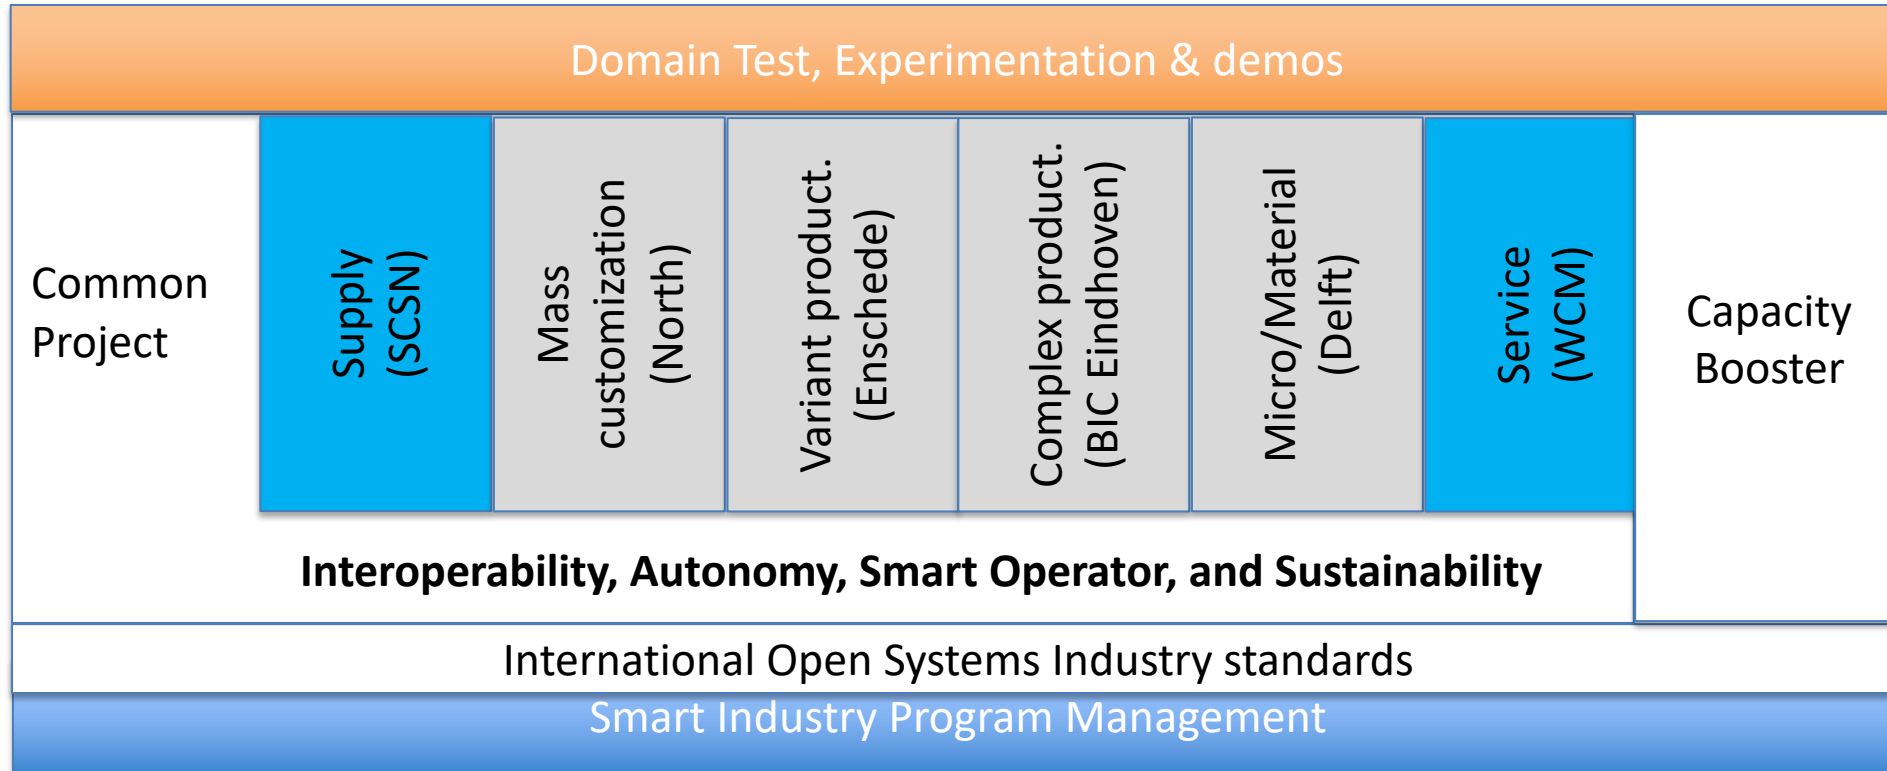 Domain Test, Experimentation & demos
Common
Project
Supply
(SCSN)
Mass
customization
(North)
Variant product.
(Enschede)
Complex product.
(BIC Eindhoven)
Micro/Material
(Delft)
Service
(WCM)
Capacity
Booster
Interoperability, Autonomy, Smart Operator, and Sustainability
International Open Systems Industry standards
Smart Industry Program Management